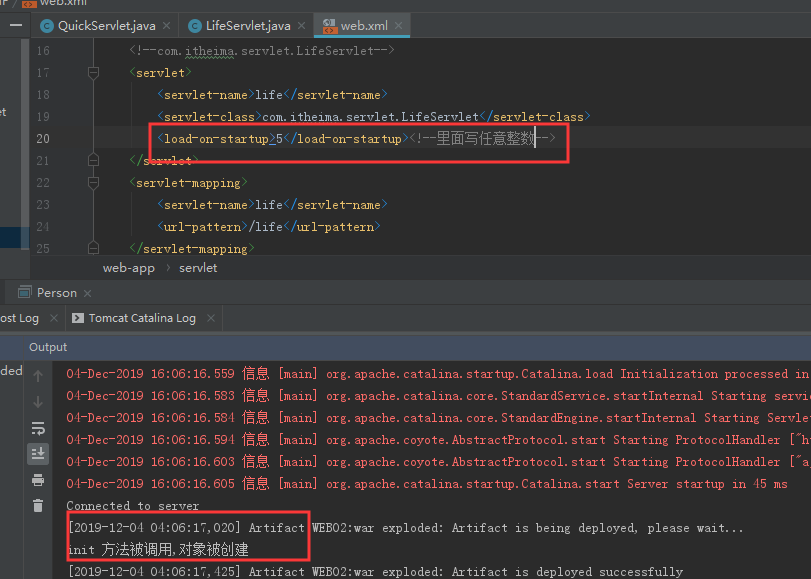 web.xml
QuickServlet.java × LifeServlet.java × web.xml ×
16 <!--com.itheima.servlet.LifeServlet-->
17 <servlet>
18 <servlet-name>life</servlet-name>
19 <servlet-class>com.itheima.servlet.LifeServlet</servlet-class>
20 <load-on-startup>5</load-on-startup><!--里面写任意整数-->
21 </servlet>
22 <servlet-mapping>
23 <servlet-name>life</servlet-name>
24 <url-pattern>/life</url-pattern>
25 </servlet-mapping>
web-app › servlet
Person ×
ost Log × Tomcat Catalina Log ×
Output
ded
04-Dec-2019 16:06:16.559 信息 [main] org.apache.catalina.startup.Catalina.load Initialization processed in
04-Dec-2019 16:06:16.583 信息 [main] org.apache.catalina.core.StandardService.startInternal Starting servi
04-Dec-2019 16:06:16.584 信息 [main] org.apache.catalina.core.StandardEngine.startInternal Starting Servle
04-Dec-2019 16:06:16.594 信息 [main] org.apache.coyote.AbstractProtocol.start Starting ProtocolHandler ["h
04-Dec-2019 16:06:16.603 信息 [main] org.apache.coyote.AbstractProtocol.start Starting ProtocolHandler ["a
04-Dec-2019 16:06:16.605 信息 [main] org.apache.catalina.startup.Catalina.start Server startup in 45 ms
Connected to server
[2019-12-04 04:06:17,020] Artifact WEB02:war exploded: Artifact is being deployed, please wait...
init 方法被调用,对象被创建
[2019-12-04 04:06:17,425] Artifact WEB02:war exploded: Artifact is deployed successfully